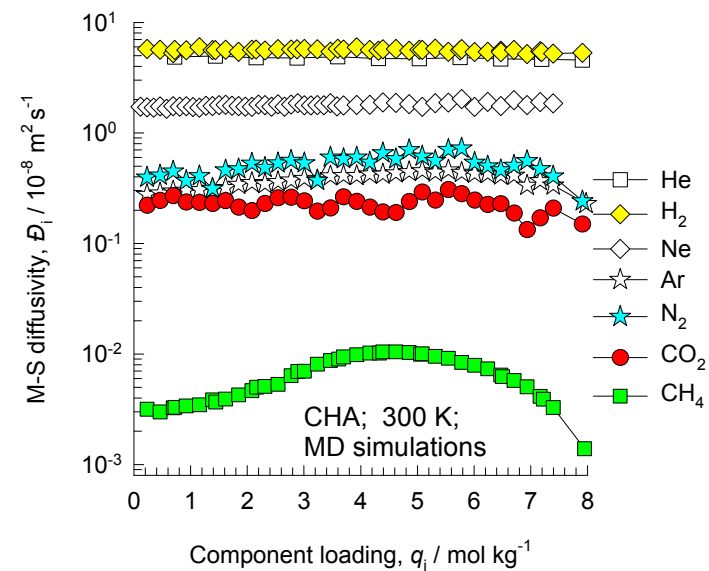 10¹
10⁰
10⁻¹
10⁻²
10⁻³
M-S diffusivity, Đᵢ / 10⁻⁸ m² s⁻¹
He
H₂
Ne
Ar
N₂
CO₂
CH₄
CHA; 300 K;
MD simulations
0 1 2 3 4 5 6 7 8
Component loading, qᵢ / mol kg⁻¹